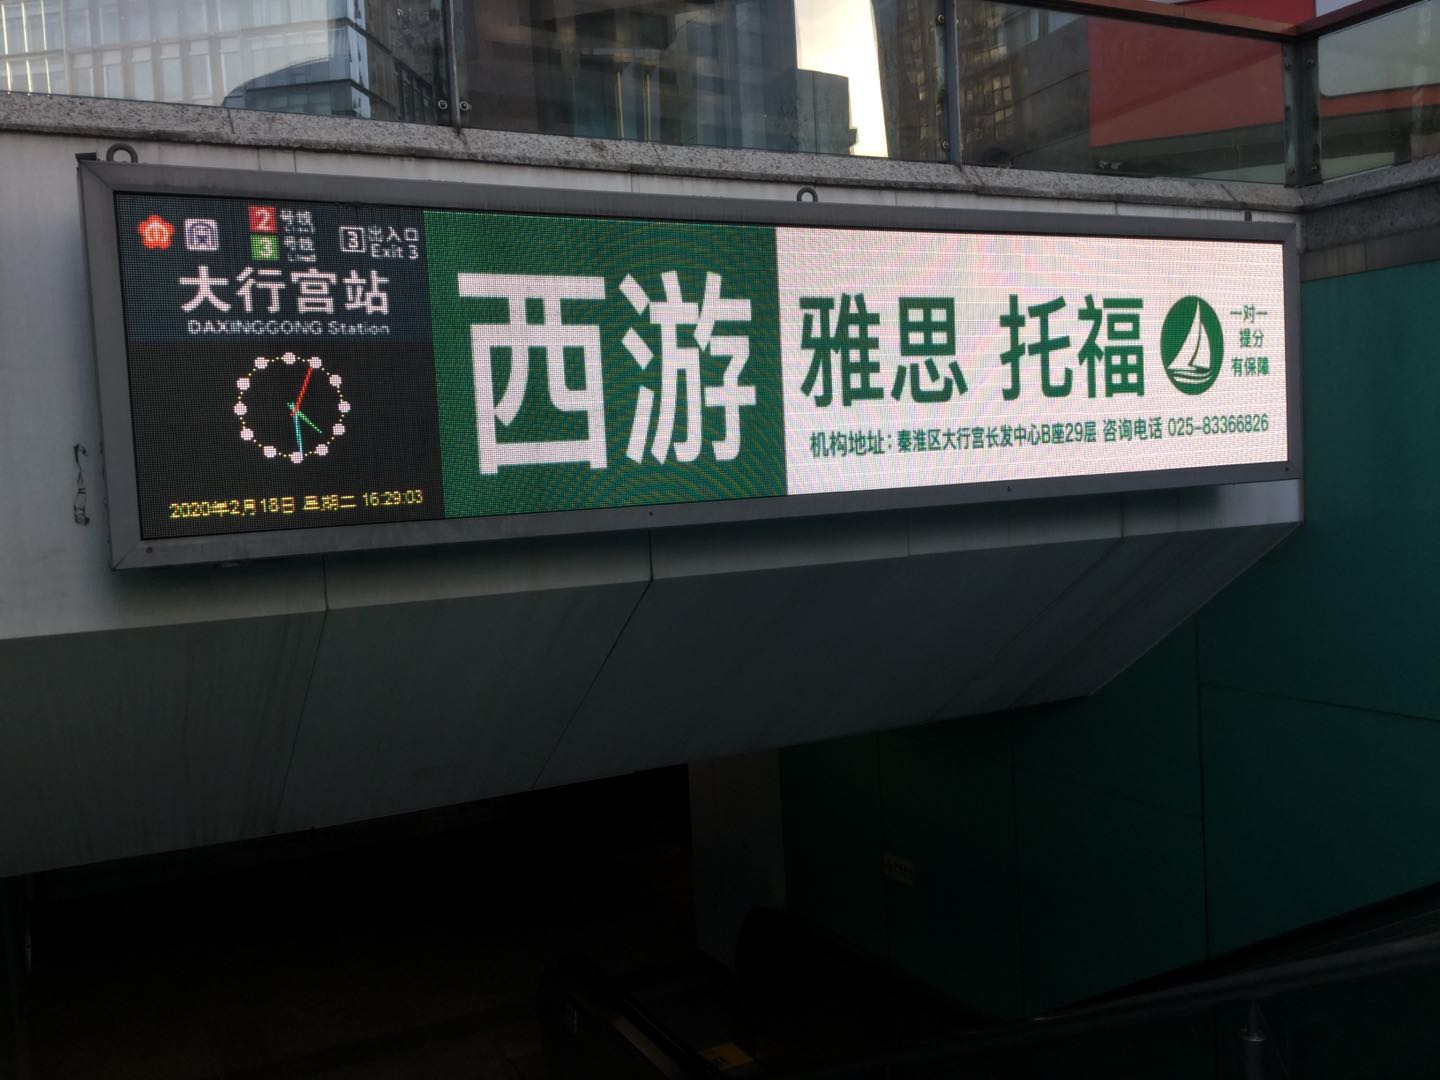 2 号线
3 号线
3 出入口
Exit 3
大行宫站
DAXINGGONG Station
2020年2月18日 星期二 16:29:03
西游
雅思 托福
一对一
提分
有保障
机构地址：秦淮区大行宫长发中心B座29层 咨询电话 025-83366826